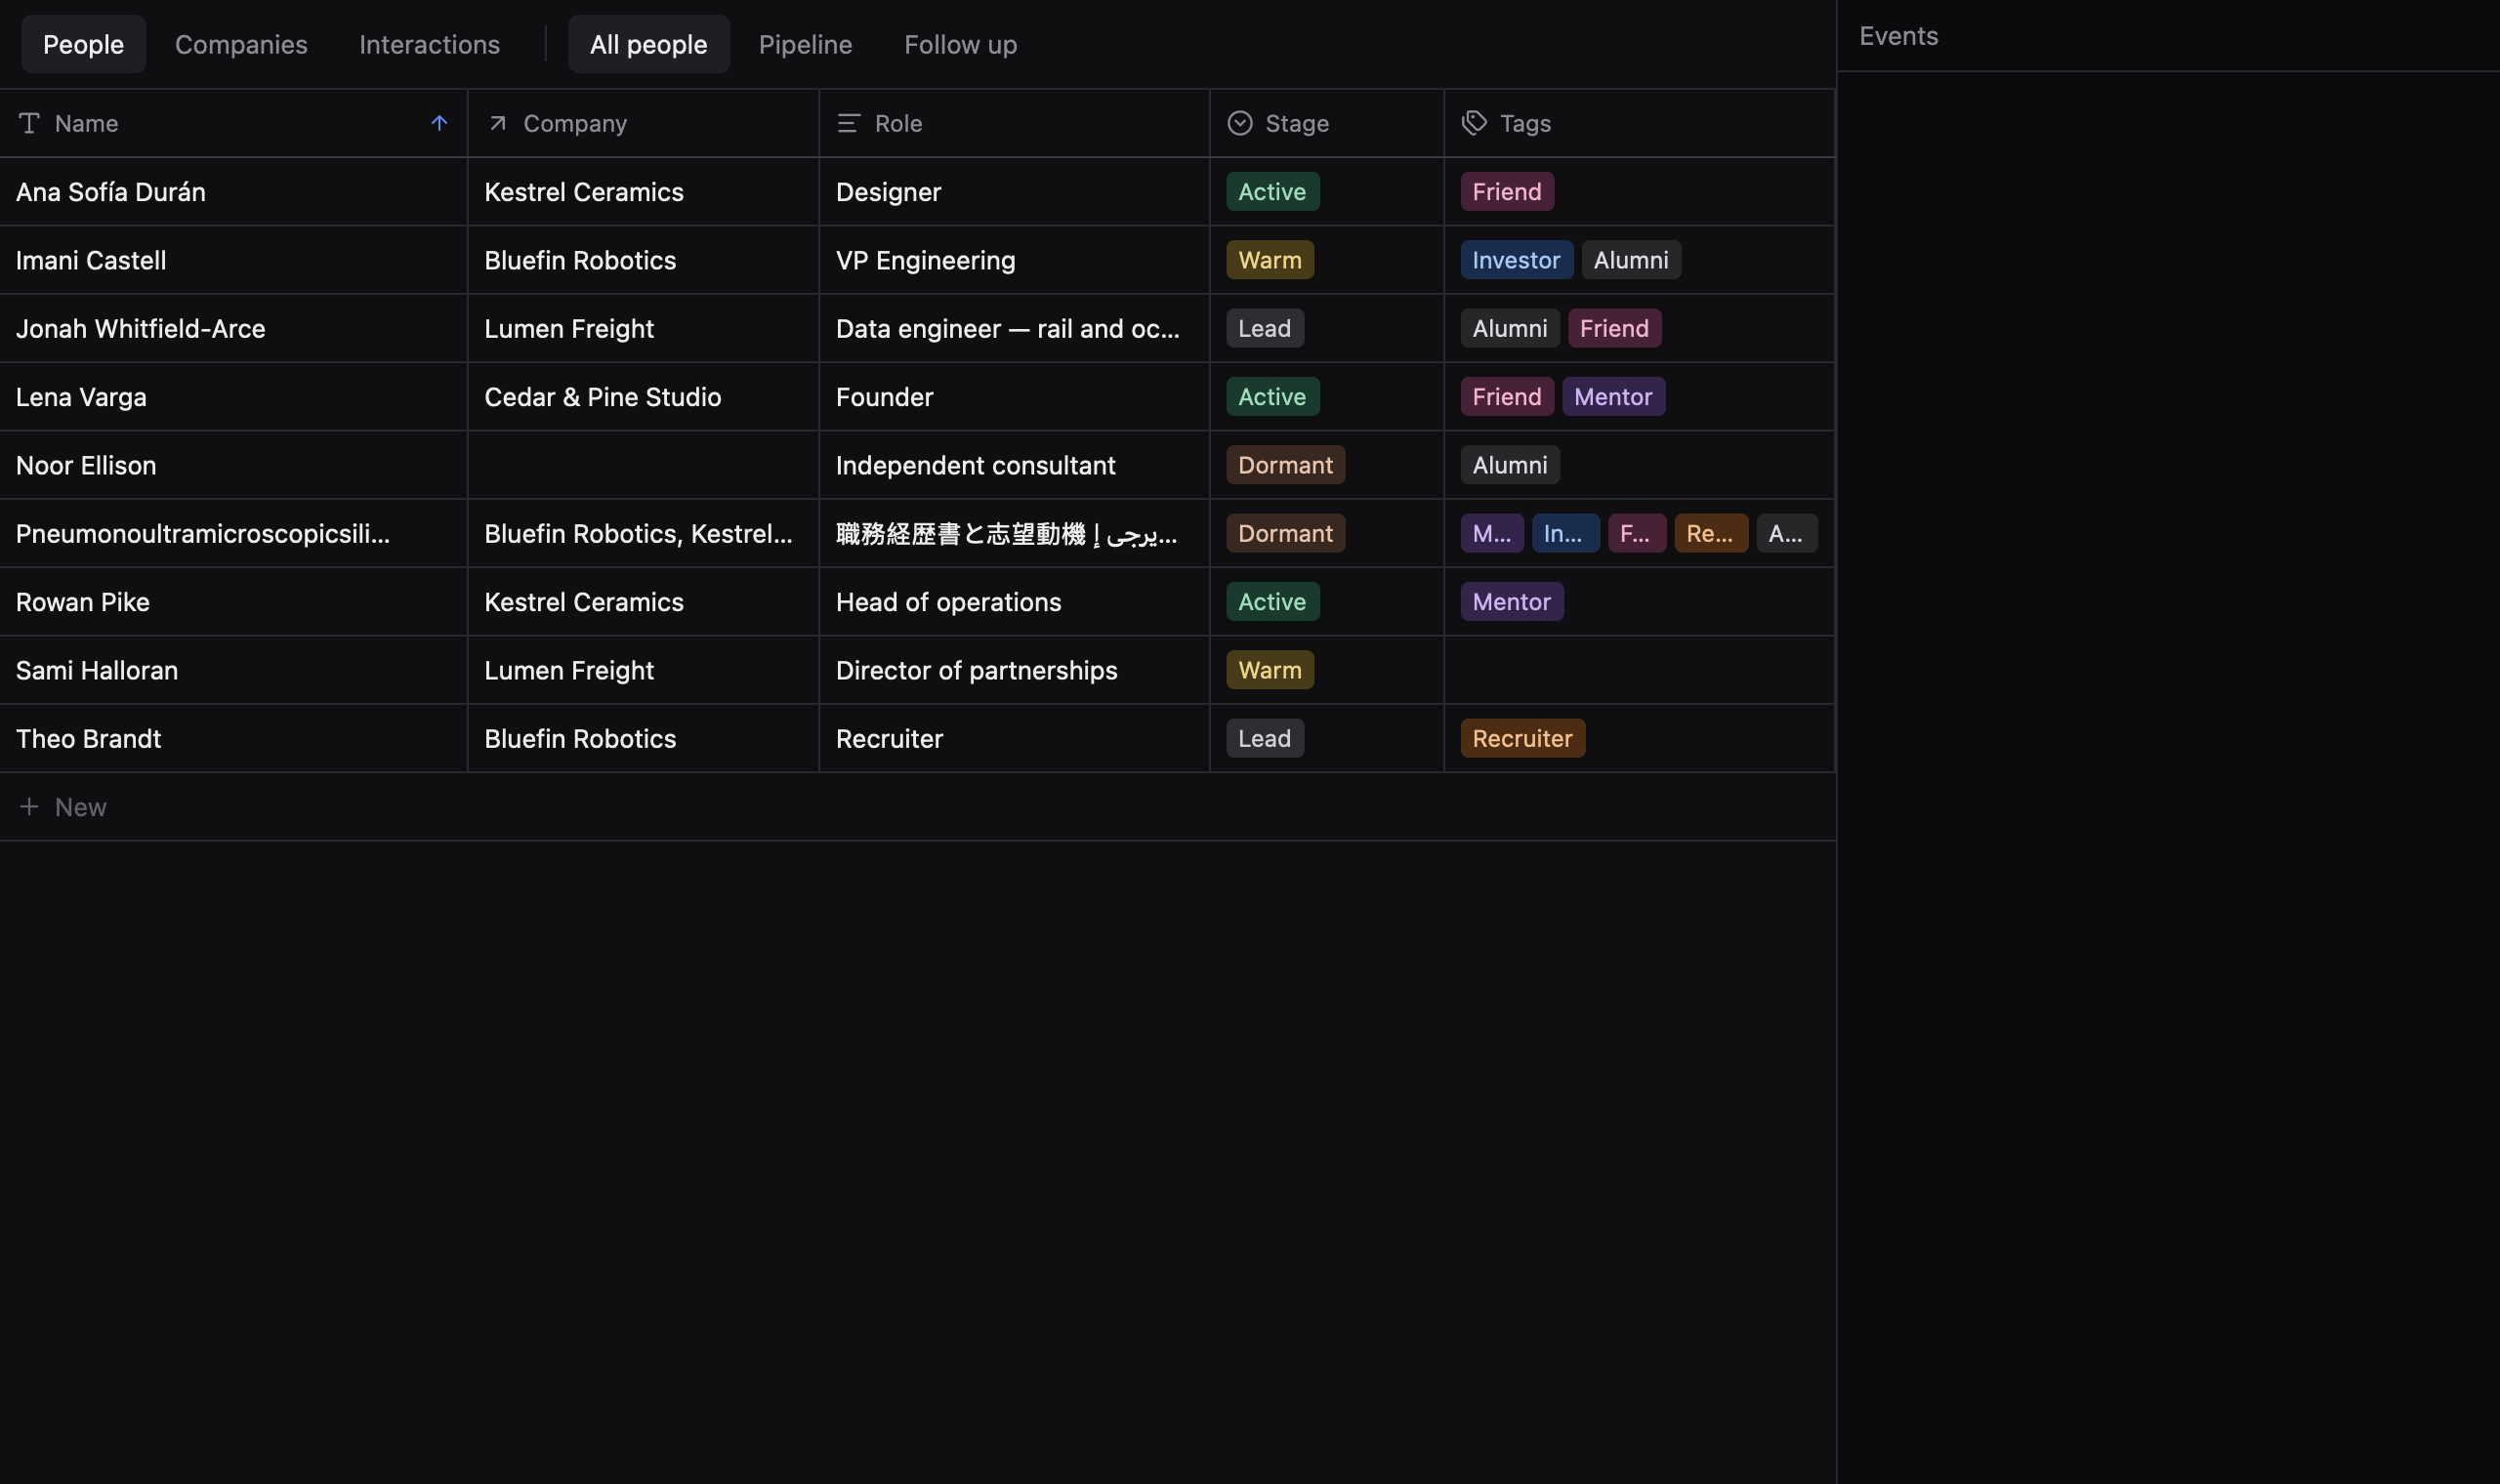 People Companies Interactions All people Pipeline Follow up
Events
Name Company Role Stage Tags
Ana Sofía Durán Kestrel Ceramics Designer Active Friend
Imani Castell Bluefin Robotics VP Engineering Warm Investor Alumni
Jonah Whitfield-Arce Lumen Freight Data engineer — rail and oc... Lead Alumni Friend
Lena Varga Cedar & Pine Studio Founder Active Friend Mentor
Noor Ellison Independent consultant Dormant Alumni
Pneumonoultramicroscopicsili... Bluefin Robotics, Kestrel... 職務経歴書と志望動機 يرجى إ... Dormant M... In... F... Re... A...
Rowan Pike Kestrel Ceramics Head of operations Active Mentor
Sami Halloran Lumen Freight Director of partnerships Warm
Theo Brandt Bluefin Robotics Recruiter Lead Recruiter
New